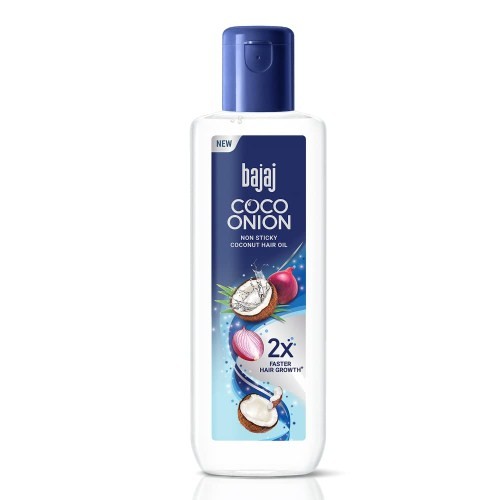 NEW
bajaj
COCO
ONION
NON STICKY
COCONUT HAIR OIL
2x*
FASTER
HAIR GROWTH*